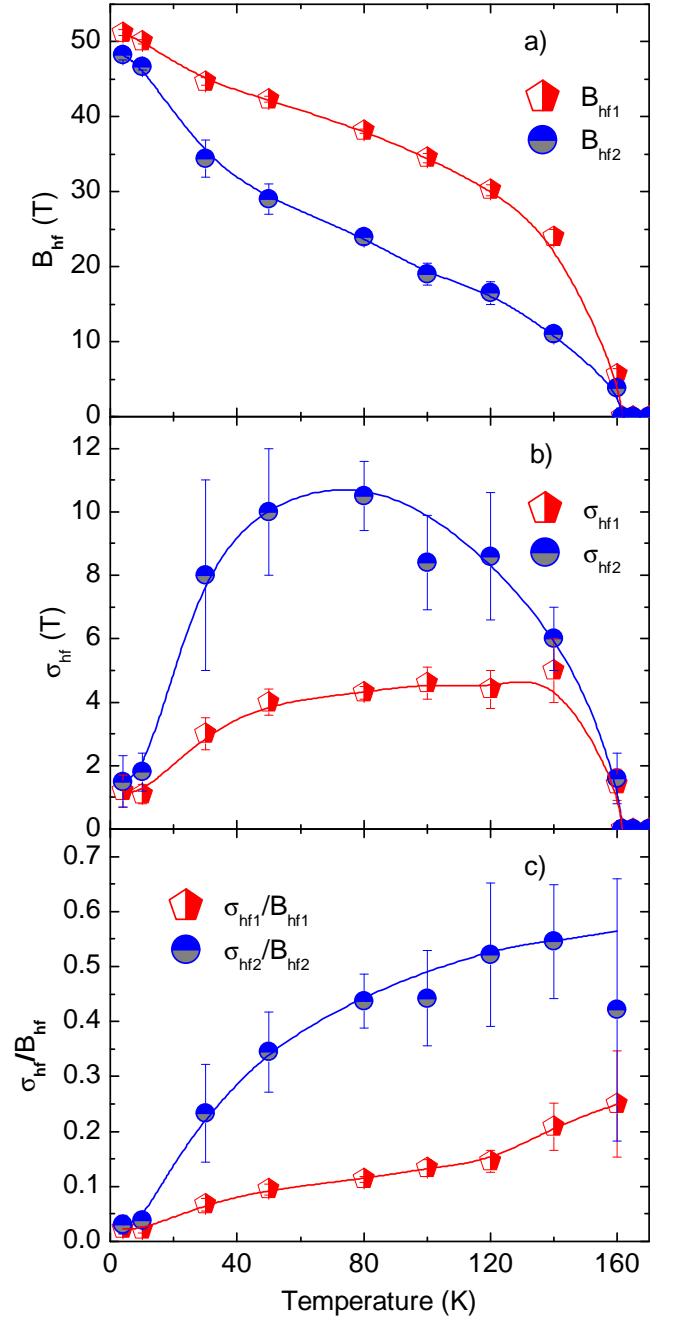 a)
B_hf1
B_hf2
B_hf (T)
50
40
30
20
10
0
b)
σ_hf1
σ_hf2
σ_hf (T)
12
10
8
6
4
2
0
c)
σ_hf1/B_hf1
σ_hf2/B_hf2
σ_hf/B_hf
0.7
0.6
0.5
0.4
0.3
0.2
0.1
0.0
0 40 80 120 160
Temperature (K)